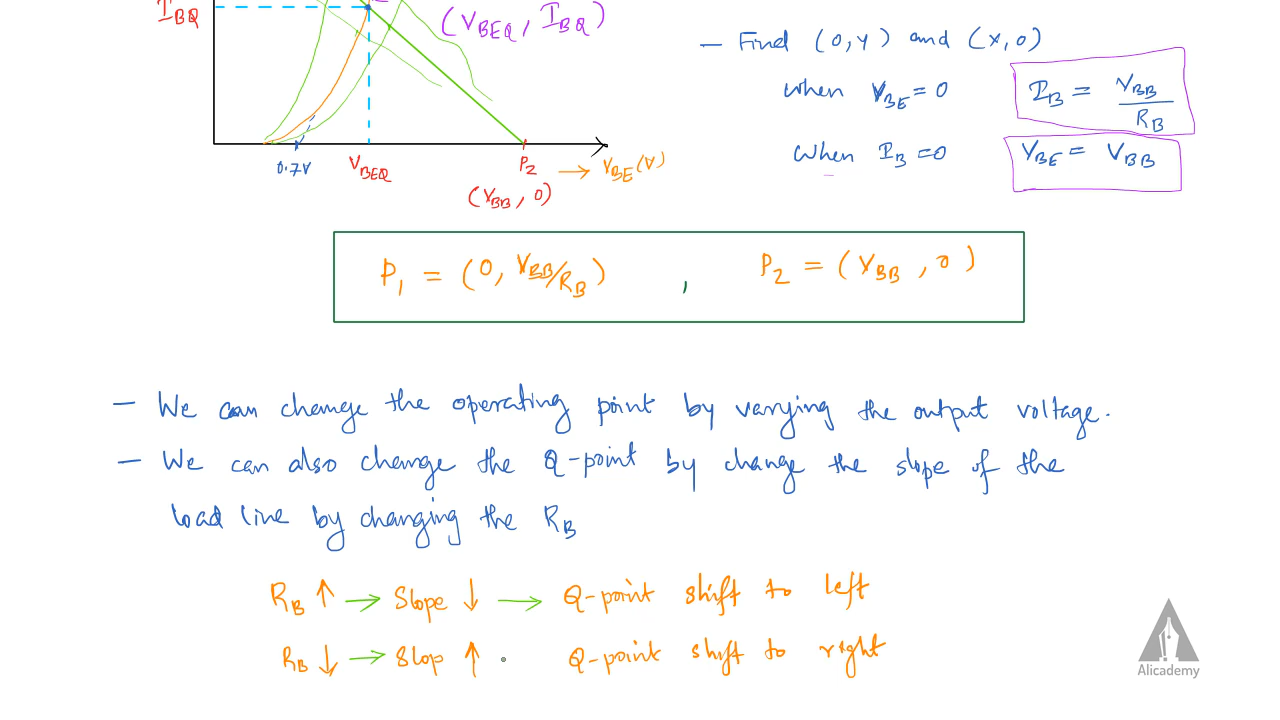 I_BQ
(V_BEQ, I_BQ)
- Find (0, Y) and (X, 0)
When V_BE = 0 I_B = V_BB / R_B
When I_B = 0 V_BE = V_BB
0.7V V_BEQ P_2 → V_BE(V)
(V_BB, 0)
P_1 = (0, V_BB/R_B) , P_2 = (V_BB, 0)
- We can change the operating point by varying the output voltage.
- We can also change the Q-point by change the slope of the
load line by changing the R_B
R_B ↑ → Slope ↓ → Q-point shift to left
R_B ↓ → Slop ↑ Q-point shift to right
Alicademy